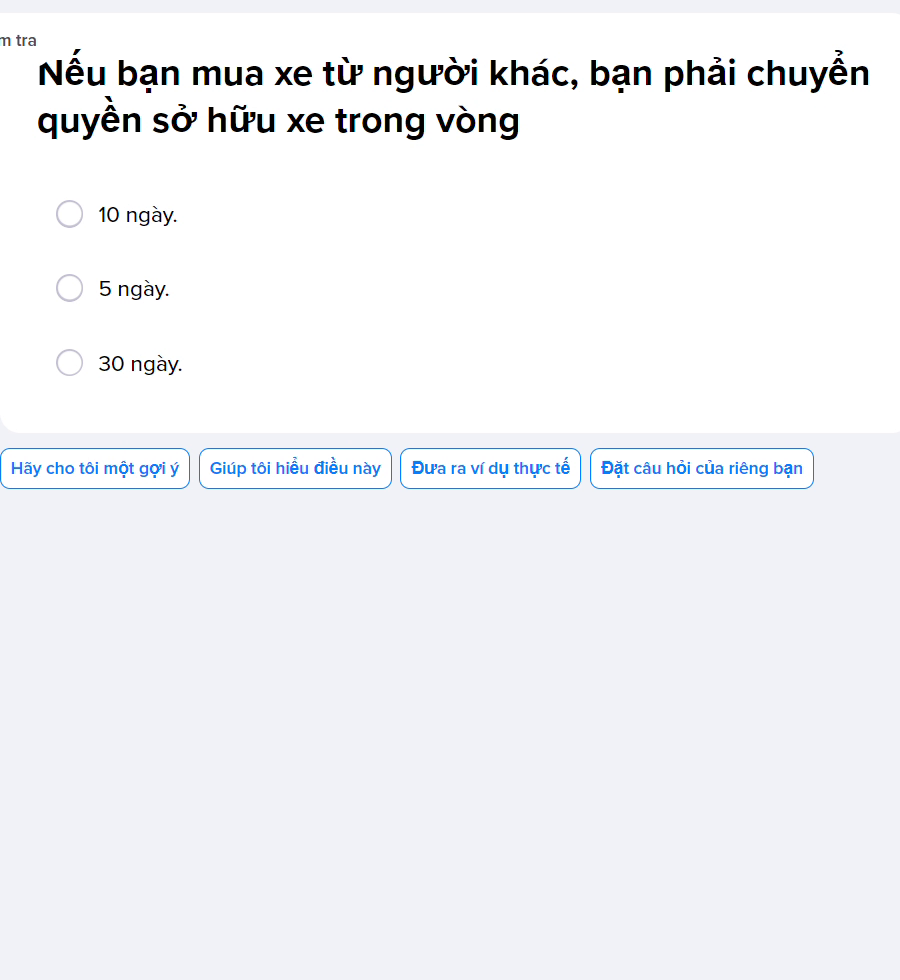 m tra
Nếu bạn mua xe từ người khác, bạn phải chuyển
quyền sở hữu xe trong vòng
10 ngày.
5 ngày.
30 ngày.
Hãy cho tôi một gợi ý
Giúp tôi hiểu điều này
Đưa ra ví dụ thực tế
Đặt câu hỏi của riêng bạn